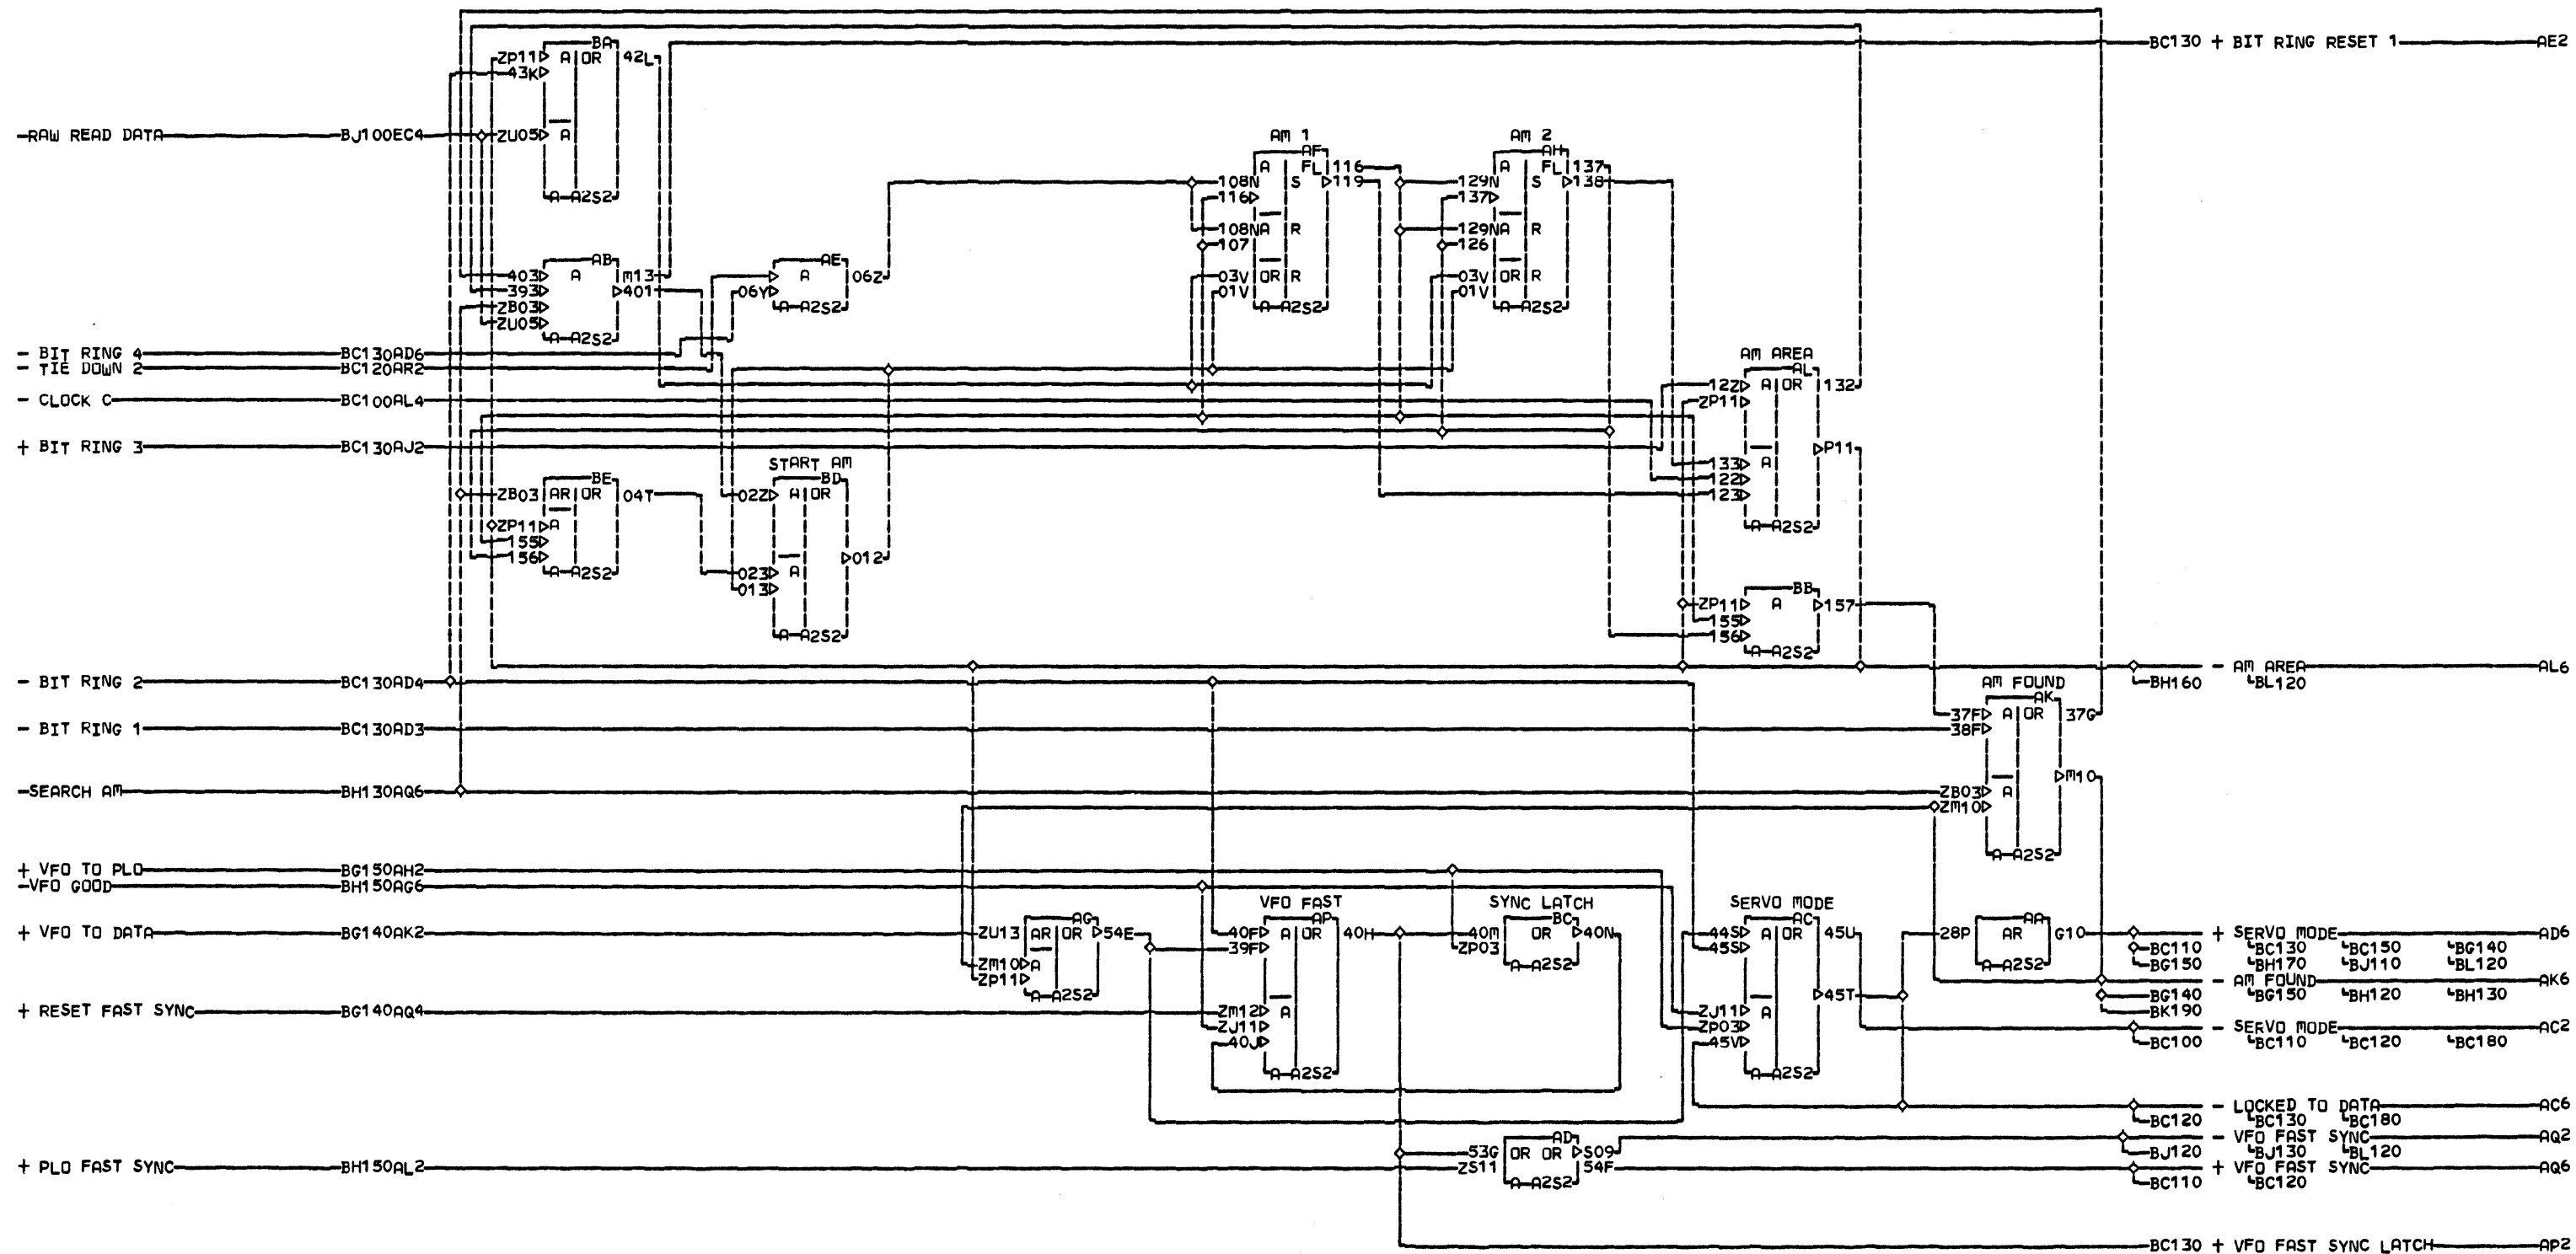 BC130 + BIT RING RESET 1 AE2
BA
ZP11 A OR 42L
43K
-RAW READ DATA BJ100EC4 ZU05 A
A A2S2
AM 1
AF
A FL 116
108N S 119
116
108NA R
107
03V OR R
01V
A A2S2
AM 2
AH
A FL 137
129N S 138
137
129NA R
126
03V OR R
01V
A A2S2
AB
403 A M13
393 401
ZB03
ZU05
A A2S2
AE
A 06Z
06Y
A A2S2
- BIT RING 4 BC130AD6
- TIE DOWN 2 BC120AR2
- CLOCK C BC100AL4
+ BIT RING 3 BC130AJ2
AM AREA
AL
12Z A OR 132
ZP11
P11
133 A
122
123
A A2S2
BE
ZB03 AR OR 04T
ZP11 A
155
156
A A2S2
START AM
BD
02Z A OR
012
023 A
013
A A2S2
BB
ZP11 A 157
155
156
A A2S2
- AM AREA AL6
BH160 BL120
- BIT RING 2 BC130AD4
- BIT RING 1 BC130AD3
-SEARCH AM BH130AQ6
AM FOUND
AK
37F A OR 37G
38F
M10
ZB03 A
ZM10
A A2S2
+ VFO TO PLO BG150AH2
-VFO GOOD BH150AG6
+ VFO TO DATA BG140AK2
+ RESET FAST SYNC BG140AQ4
AG
ZU13 AR OR 54E
ZM10 A
ZP11
A A2S2
VFO FAST
AP
40F A OR 40H
39F
ZM12 A
ZJ11
40J
A A2S2
SYNC LATCH
BC
40M OR 40N
ZP03
A A2S2
SERVO MODE
AC
44S A OR 45U
45S
45T
ZJ11 A
ZP03
45V
A A2S2
AA
28P AR G10
A A2S2
+ SERVO MODE AD6
BC110 BC130 BC150 BG140
BG150 BH170 BJ110 BL120
- AM FOUND AK6
BG140 BG150 BH120 BH130
BK190
- SERVO MODE AC2
BC100 BC110 BC120 BC180
- LOCKED TO DATA AC6
BC120 BC130 BC180
- VFO FAST SYNC AQ2
BJ120 BJ130 BL120
+ VFO FAST SYNC AQ6
BC110 BC120
+ PLO FAST SYNC BH150AL2
AD
53G OR OR S09
ZS11 54F
A A2S2
BC130 + VFO FAST SYNC LATCH AP2